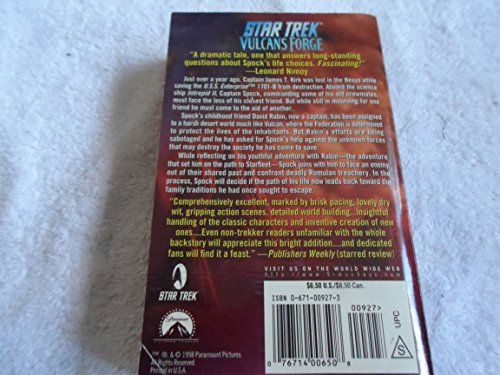 STAR TREK
VULCAN'S FORGE
"A dramatic tale, one that answers long-standing
questions about Spock's life choices. Fascinating!"
—Leonard Nimoy
Just over a year ago, Captain James T. Kirk was lost in the Nexus while
saving the U.S.S. Enterprise™ 1701-B from destruction. Aboard the science
ship Intrepid II, Captain Spock, commanding some of his old crewmates,
must face the loss of his closest friend. But while still in mourning for one
friend he must come to the aid of another.
Spock's childhood friend David Rabin, now a captain, has been assigned
to a harsh desert world much like Vulcan, where the Federation is determined
to protect the lives of the inhabitants. But Rabin's efforts are being
sabotaged and he has asked for Spock's help against the unknown forces
that may destroy the society he has come to save.
While reflecting on his youthful adventure with Rabin—the adventure
that set him on the path to Starfleet—Spock joins with him to face an enemy
out of their shared past and confront deadly Romulan treachery. In the
process, Spock will decide if the path of his life now leads back toward the
family traditions he had once sought to escape.
"Comprehensively excellent, marked by brisk pacing, lovely dry
wit, gripping action scenes, detailed world building...insightful
handling of the classic characters and inventive creation of new
ones....Even non-trekker readers unfamiliar with the whole
backstory will appreciate this bright addition....and dedicated
fans will find it a feast." —Publishers Weekly (starred review)
VISIT US ON THE WORLD WIDE WEB
http://www.SimonSays.com
$6.50 U.S./$8.50 Can.
ISBN 0-671-00927-3
00927>
0 76714 00650 8
UPC
S
STAR TREK
Paramount
™, ® & © 1998 Paramount Pictures
All Rights Reserved.
Printed in U.S.A.